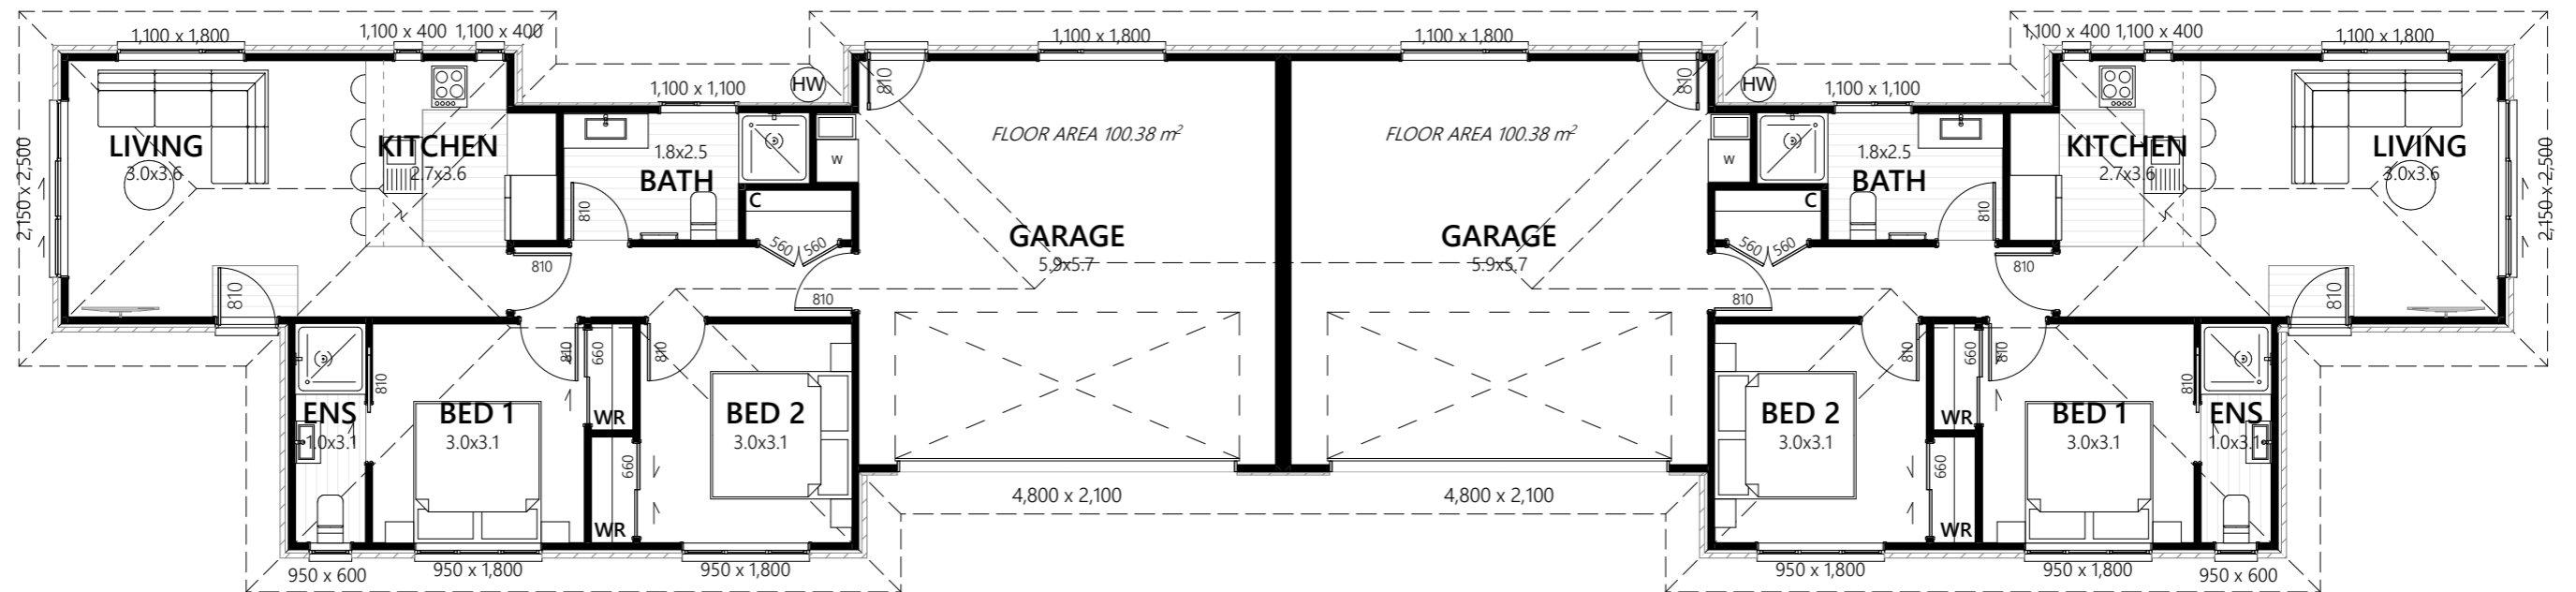 1,100 x 1,800
1,100 x 400 1,100 x 400
1,100 x 1,800
1,100 x 1,800
1,100 x 400 1,100 x 400
1,100 x 1,800
810
HW
1,100 x 1,100
HW
1,100 x 1,100
810
2,150 x 2,500
LIVING
3.0x3.6
KITCHEN
2.7x3.6
1.8x2.5
BATH
810
W
C
560
560
FLOOR AREA 100.38 m²
FLOOR AREA 100.38 m²
W
C
560
560
1.8x2.5
BATH
810
KITCHEN
2.7x3.6
LIVING
3.0x3.6
2,150 x 2,500
GARAGE
5.9x5.7
GARAGE
5.9x5.7
810
810
810
810
810
810
810
810
660
810
810
660
810
810
ENS
1.0x3.1
BED 1
3.0x3.1
WR
BED 2
3.0x3.1
BED 2
3.0x3.1
WR
BED 1
3.0x3.1
ENS
1.0x3.1
660
WR
660
WR
4,800 x 2,100
4,800 x 2,100
950 x 600
950 x 1,800
950 x 1,800
950 x 1,800
950 x 1,800
950 x 600